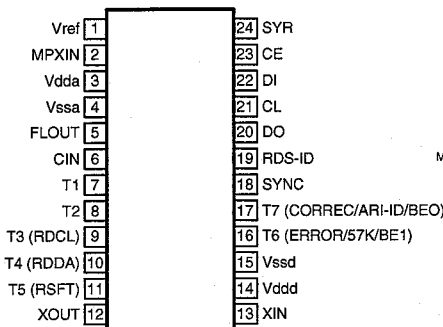 Vref 1
MPXIN 2
Vdda 3
Vssa 4
FLOUT 5
CIN 6
T1 7
T2 8
T3 (RDCL) 9
T4 (RDDA) 10
T5 (RSFT) 11
XOUT 12
24 SYR
23 CE
22 DI
21 CL
20 DO
19 RDS-ID
18 SYNC
17 T7 (CORREC/ARI-ID/BEO)
16 T6 (ERROR/57K/BE1)
15 Vssd
14 Vddd
13 XIN
M